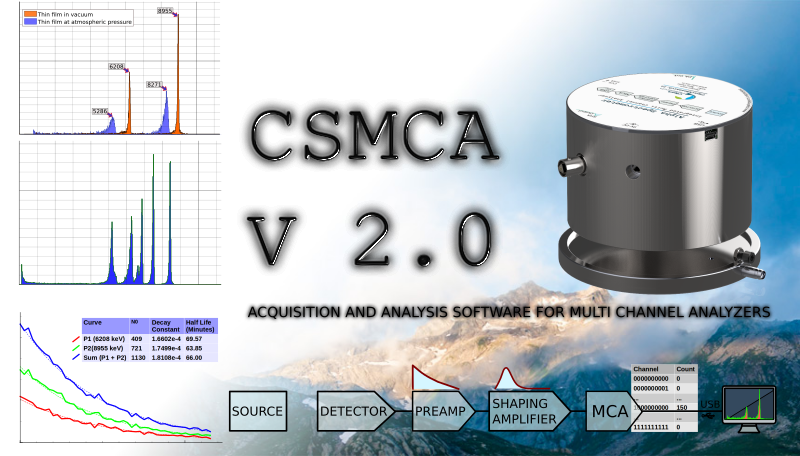 Thin film in vacuum
Thin film at atmospheric pressure
8955
6208
8271
5286
CSMCA
V 2.0
ACQUISITION AND ANALYSIS SOFTWARE FOR MULTI CHANNEL ANALYZERS
Curve N0 Decay Constant Half Life (Minutes)
P1 (6208 keV) 409 1.6602e-4 69.57
P2(8955 keV) 721 1.7499e-4 63.85
Sum (P1 + P2) 1130 1.8108e-4 66.00
SOURCE
DETECTOR
PREAMP
SHAPING
AMPLIFIER
MCA
Channel Count
0000000000 0
0000000001 0
... ...
150
... ...
1111111111 0
USB